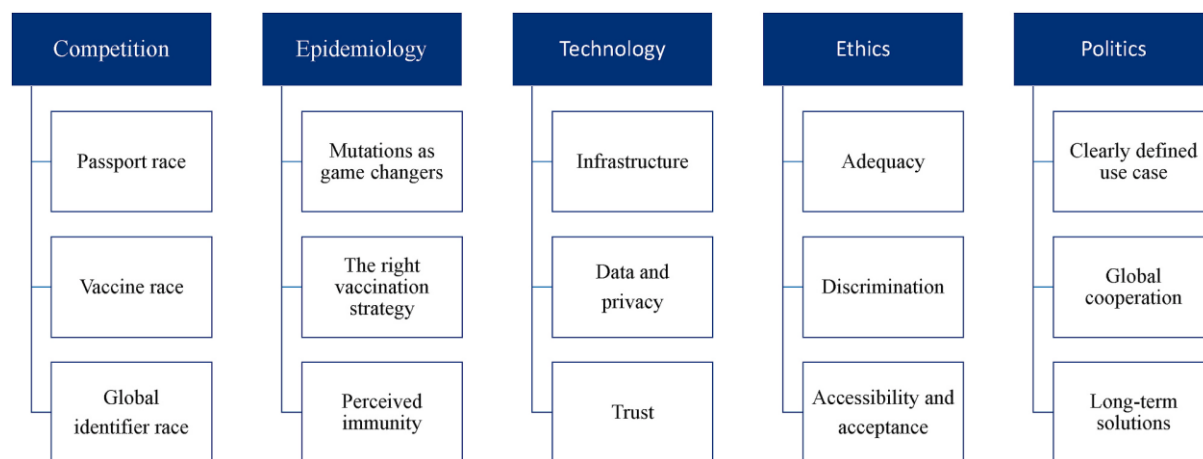 Competition
Passport race
Vaccine race
Global
identifier race
Epidemiology
Mutations as
game changers
The right
vaccination
strategy
Perceived
immunity
Technology
Infrastructure
Data and
privacy
Trust
Ethics
Adequacy
Discrimination
Accessibility and
acceptance
Politics
Clearly defined
use case
Global
cooperation
Long-term
solutions